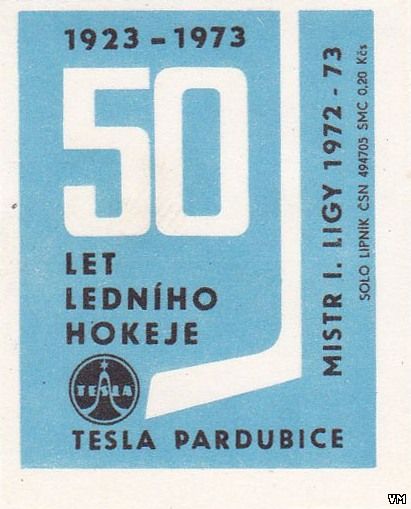 1923 - 1973
50
LET
LEDNÍHO
HOKEJE
TESLA
TESLA PARDUBICE
MISTR I. LIGY 1972 - 73
SOLO LIPNÍK ČSN 494705 SMC 0,20 Kčs
VM